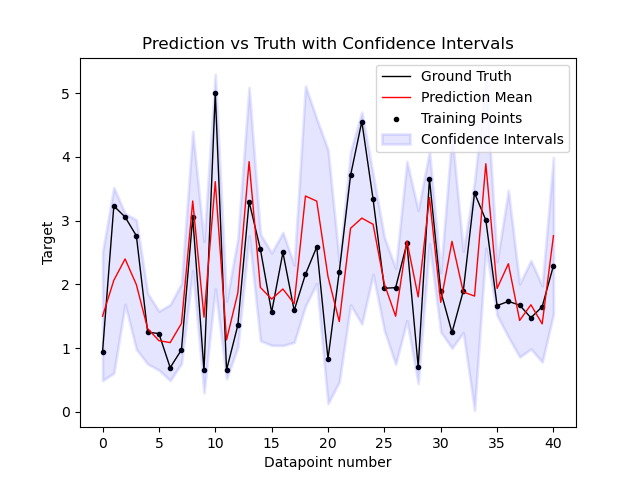 Prediction vs Truth with Confidence Intervals
Ground Truth
Prediction Mean
Training Points
Confidence Intervals
Target
5
4
3
2
1
0
0 5 10 15 20 25 30 35 40
Datapoint number